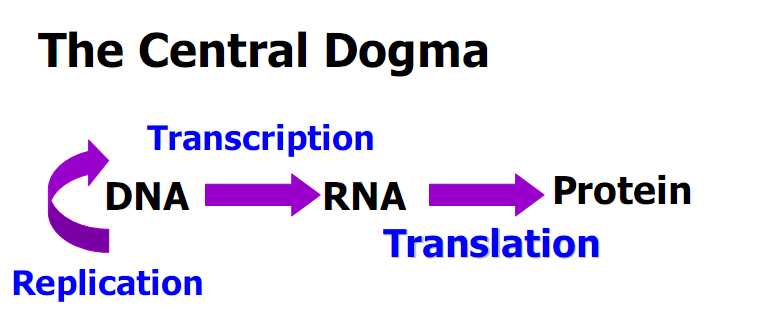 The Central Dogma
Transcription
DNA RNA Protein
Translation
Replication